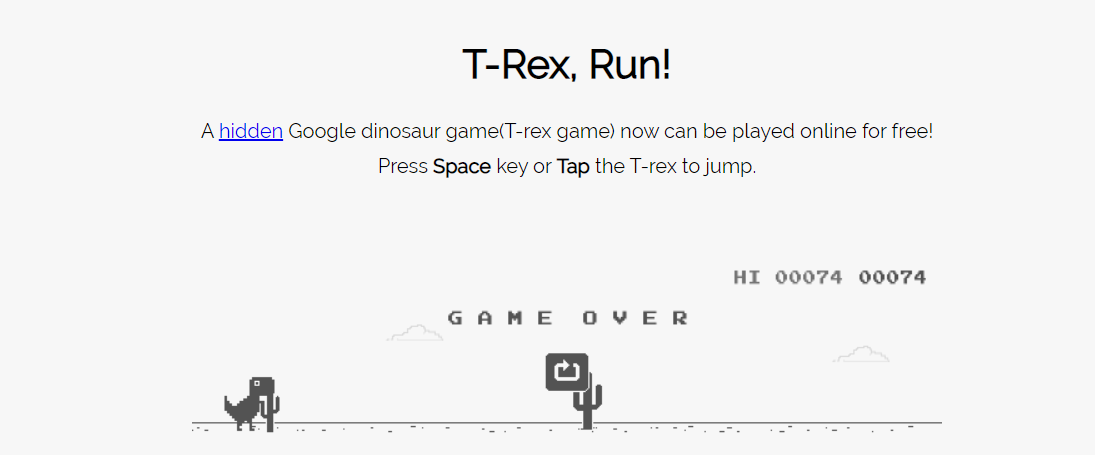 T-Rex, Run!
A hidden Google dinosaur game(T-rex game) now can be played online for free!
Press Space key or Tap the T-rex to jump.
HI 00074 00074
GAME OVER